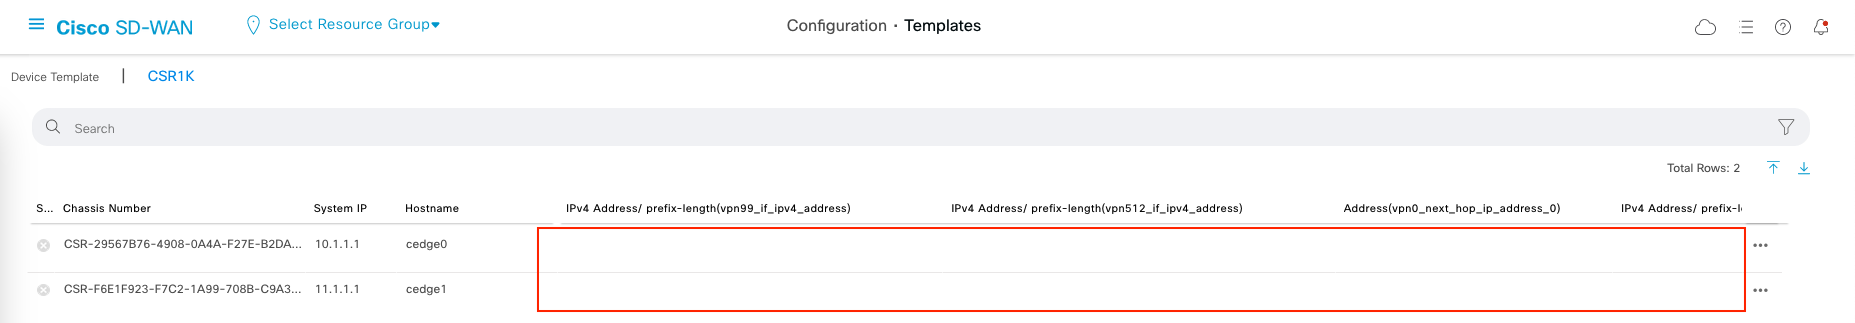 Cisco SD-WAN Select Resource Group Configuration · Templates
Device Template | CSR1K
Search
Total Rows: 2
S... Chassis Number System IP Hostname IPv4 Address/ prefix-length(vpn99_if_ipv4_address) IPv4 Address/ prefix-length(vpn512_if_ipv4_address) Address(vpn0_next_hop_ip_address_0) IPv4 Address/ prefix-l
CSR-29567B76-4908-0A4A-F27E-B2DA... 10.1.1.1 cedge0 •••
CSR-F6E1F923-F7C2-1A99-708B-C9A3... 11.1.1.1 cedge1 •••